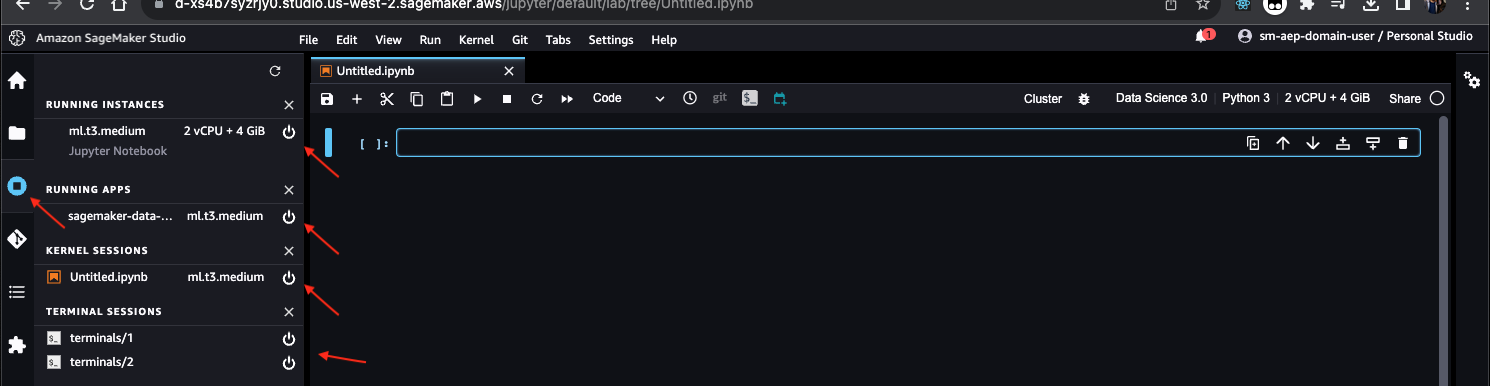 d-xs4b7syzrjy0.studio.us-west-2.sagemaker.aws/jupyter/default/lab/tree/Untitled.ipynb
Amazon SageMaker Studio File Edit View Run Kernel Git Tabs Settings Help 1 sm-aep-domain-user / Personal Studio
Untitled.ipynb
Code git $_ Cluster Data Science 3.0 Python 3 2 vCPU + 4 GiB Share
RUNNING INSTANCES
ml.t3.medium 2 vCPU + 4 GiB
Jupyter Notebook
[ ]:
RUNNING APPS
sagemaker-data-... ml.t3.medium
KERNEL SESSIONS
Untitled.ipynb ml.t3.medium
TERMINAL SESSIONS
$_ terminals/1
$_ terminals/2